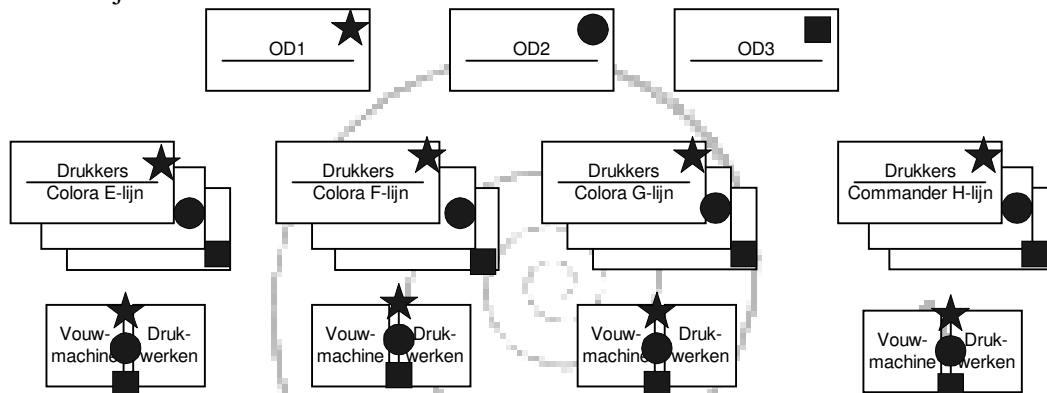 OD1
OD2
OD3
Drukkers
Colora E-lijn
Drukkers
Colora F-lijn
Drukkers
Colora G-lijn
Drukkers
Commander H-lijn
Vouw-
machine
Druk-
werken
Vouw-
machine
Druk-
werken
Vouw-
machine
Druk-
werken
Vouw-
machine
Druk-
werken